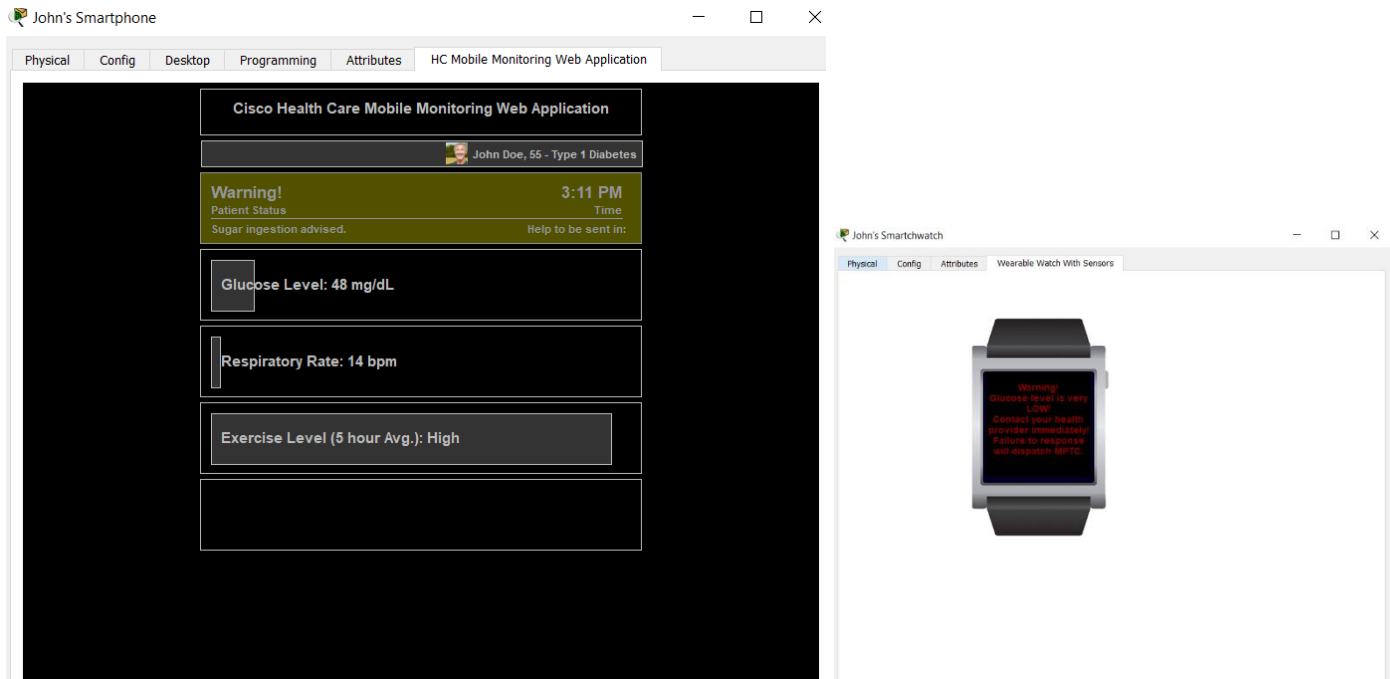 John's Smartphone
Physical Config Desktop Programming Attributes HC Mobile Monitoring Web Application
Cisco Health Care Mobile Monitoring Web Application
John Doe, 55 - Type 1 Diabetes
Warning! 3:11 PM
Patient Status Time
Sugar ingestion advised. Help to be sent in:
Glucose Level: 48 mg/dL
Respiratory Rate: 14 bpm
Exercise Level (5 hour Avg.): High
John's Smartchwatch
Physical Config Attributes Wearable Watch With Sensors
Warning!
Glucose level is very
LOW!
Contact your health
provider immediately!
Failure to response
will dispatch MPTC.